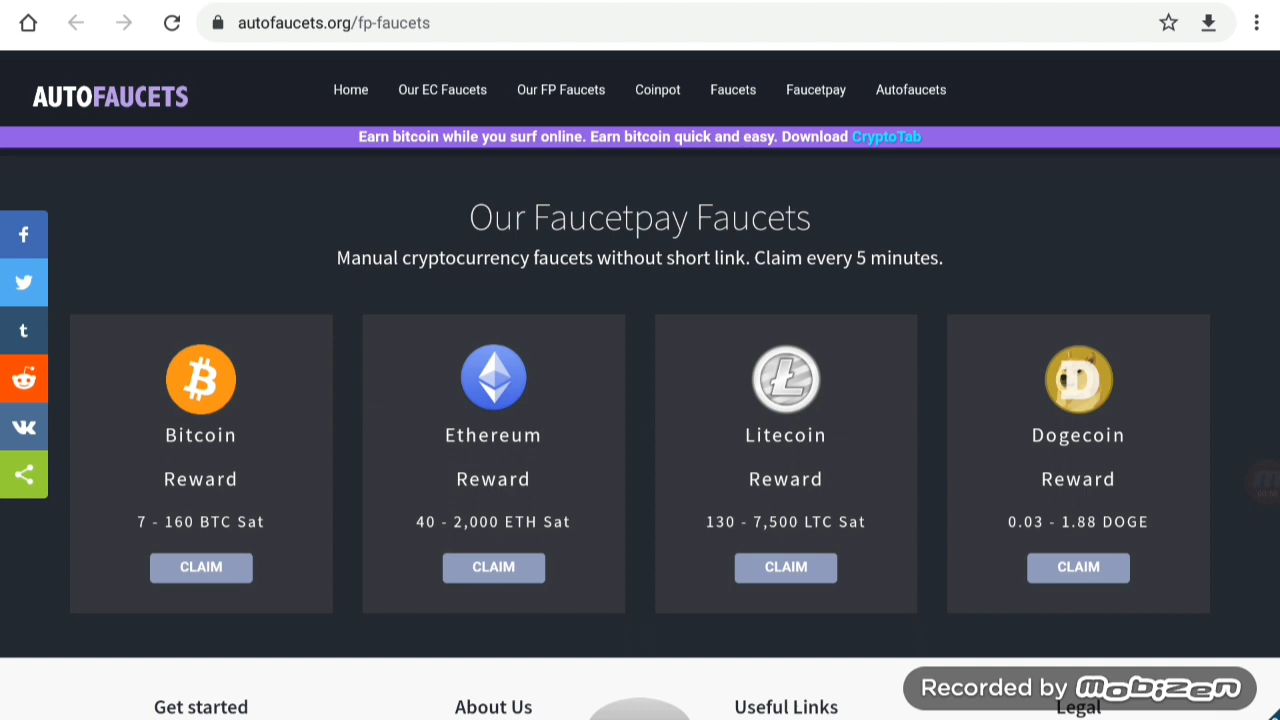 autofaucets.org/fp-faucets
AUTOFAUCETS
Home Our EC Faucets Our FP Faucets Coinpot Faucets Faucetpay Autofaucets
Earn bitcoin while you surf online. Earn bitcoin quick and easy. Download CryptoTab
Our Faucetpay Faucets
Manual cryptocurrency faucets without short link. Claim every 5 minutes.
Bitcoin Ethereum Litecoin Dogecoin
Reward Reward Reward Reward
7 - 160 BTC Sat 40 - 2,000 ETH Sat 130 - 7,500 LTC Sat 0.03 - 1.88 DOGE
CLAIM CLAIM CLAIM CLAIM
Recorded by mobizen
Get started About Us Useful Links Legal